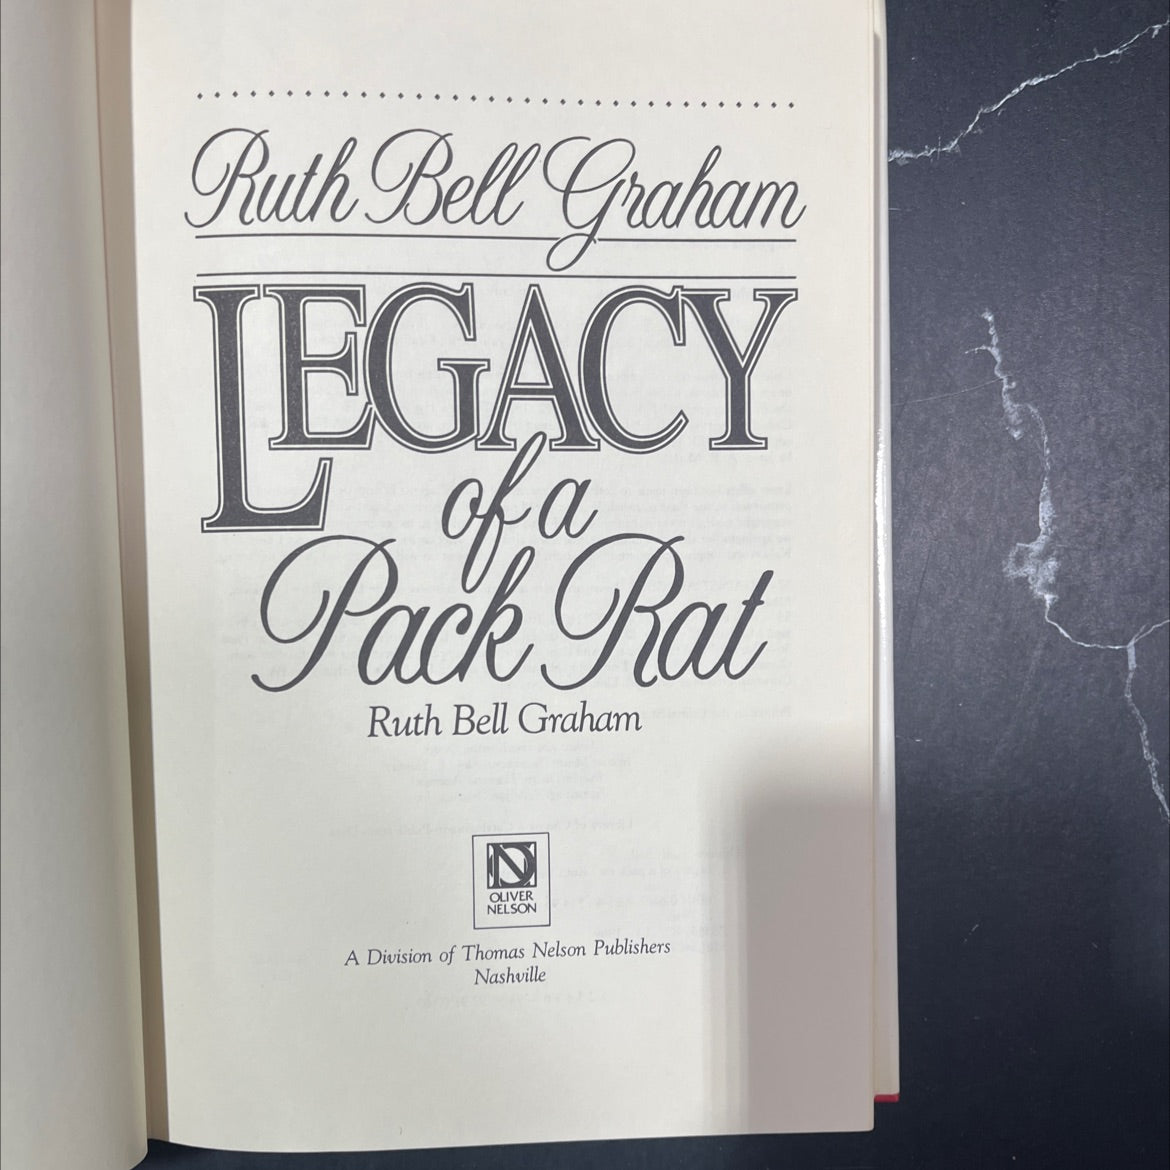 Ruth Bell Graham
LEGACY
of a
Pack Rat
Ruth Bell Graham
N
OLIVER
NELSON
A Division of Thomas Nelson Publishers
Nashville